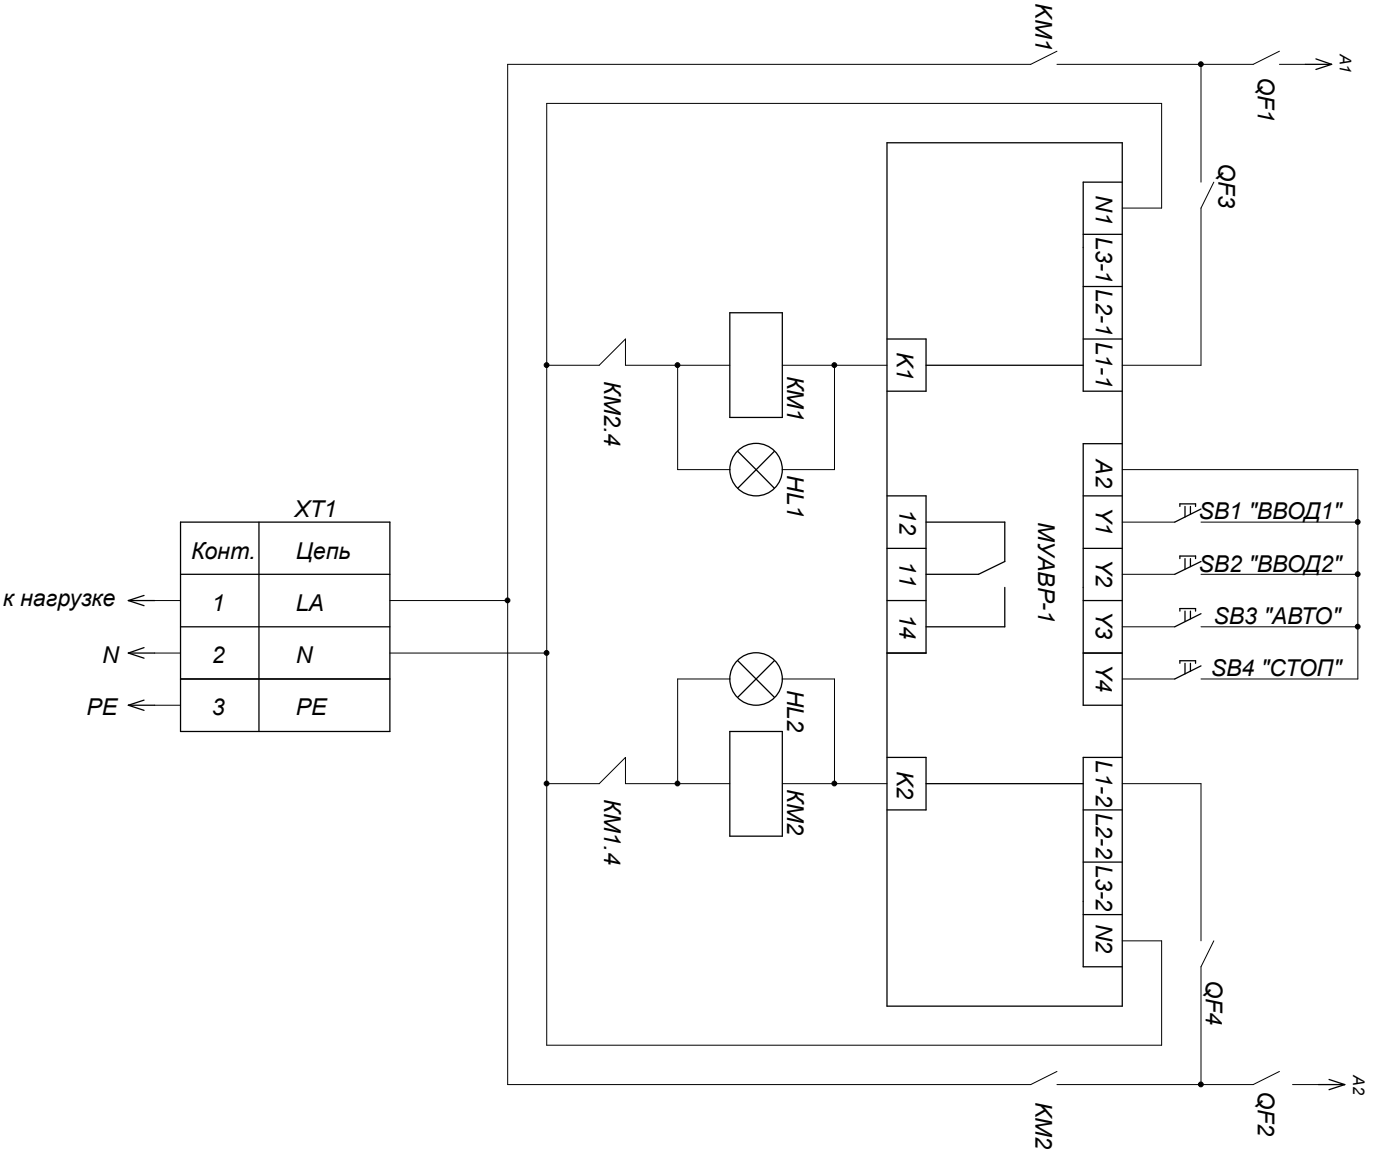 KM1
A1
QF1
QF3
N1
L3-1
L2-1
L1-1
K1
KM1
KM2.4
HL1
A2
Y1
SB1 "ВВОД1"
Y2
SB2 "ВВОД2"
Y3
SB3 "АВТО"
Y4
SB4 "СТОП"
12
11
14
МУАВР-1
XT1
Конт. Цепь
к нагрузке 1 LA
N 2 N
PE 3 PE
HL2
KM2
KM1.4
K2
L1-2
L2-2
L3-2
N2
QF4
KM2
QF2
A2